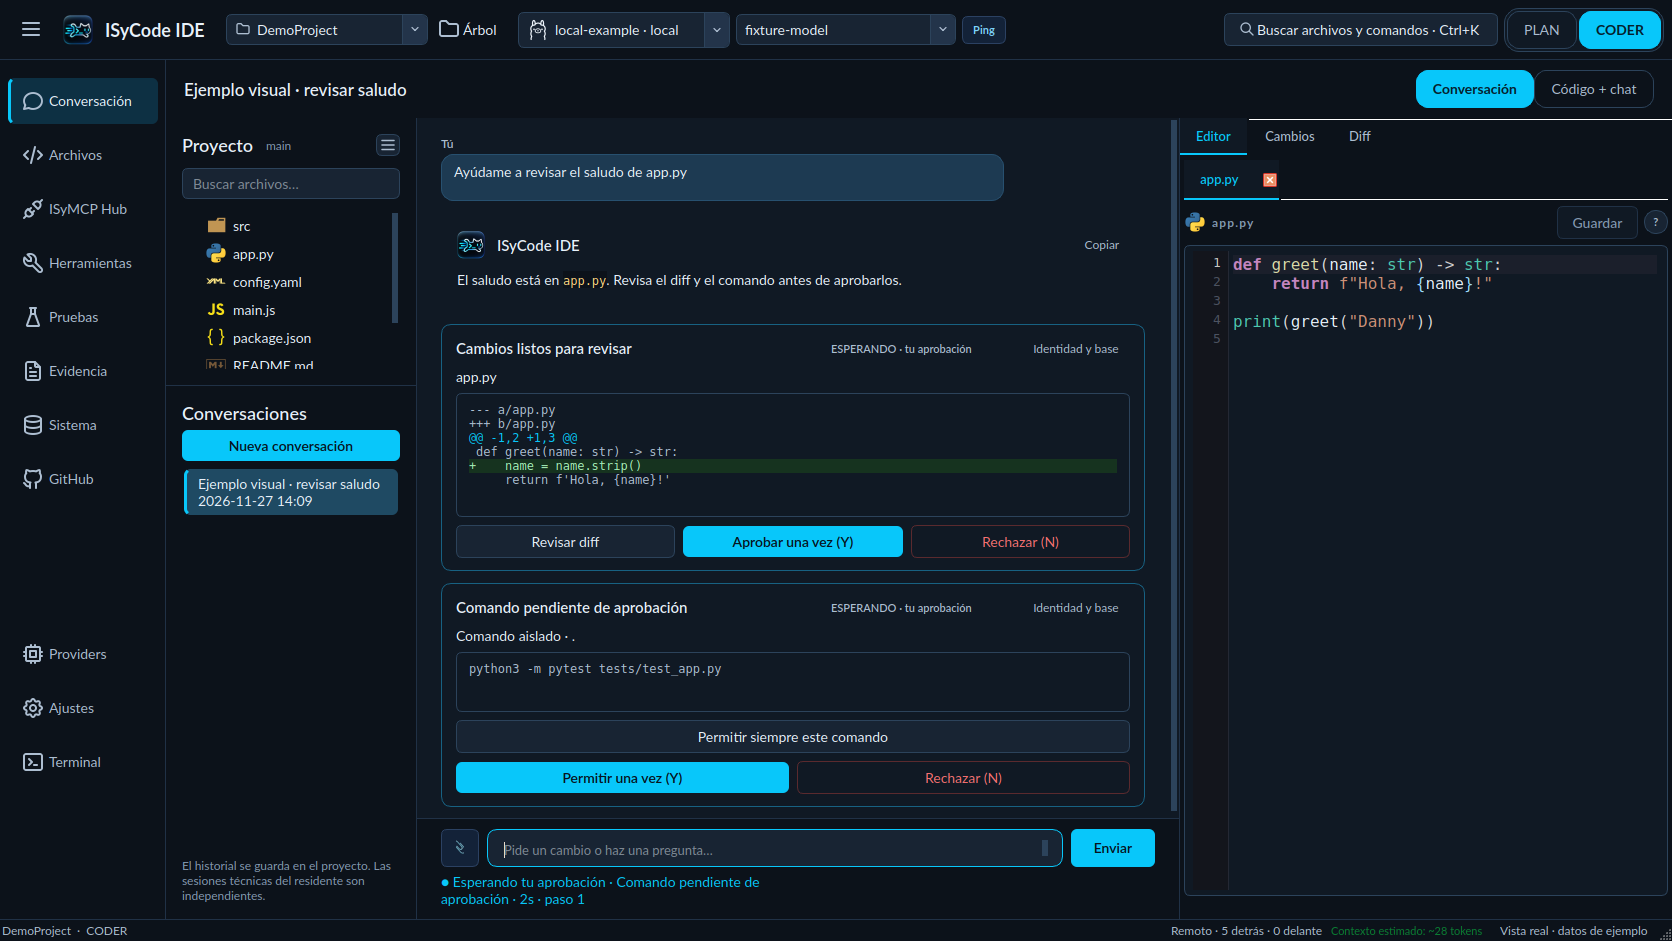 ISyCode IDE
DemoProject
Árbol
local-example · local
fixture-model
Ping
Buscar archivos y comandos · Ctrl+K
PLAN
CODER
Conversación
Archivos
ISyMCP Hub
Herramientas
Pruebas
Evidencia
Sistema
GitHub
Providers
Ajustes
Terminal
Ejemplo visual · revisar saludo
Conversación
Código + chat
Proyecto main
Buscar archivos...
src
app.py
config.yaml
main.js
package.json
README.md
Conversaciones
Nueva conversación
Ejemplo visual · revisar saludo
2026-11-27 14:09
El historial se guarda en el proyecto. Las
sesiones técnicas del residente son
independientes.
Tú
Ayúdame a revisar el saludo de app.py
ISyCode IDE
Copiar
El saludo está en app.py. Revisa el diff y el comando antes de aprobarlos.
Cambios listos para revisar
ESPERANDO · tu aprobación
Identidad y base
app.py
--- a/app.py
+++ b/app.py
@@ -1,2 +1,3 @@
def greet(name: str) -> str:
+    name = name.strip()
return f'Hola, {name}!'
Revisar diff
Aprobar una vez (Y)
Rechazar (N)
Comando pendiente de aprobación
ESPERANDO · tu aprobación
Identidad y base
Comando aislado · .
python3 -m pytest tests/test_app.py
Permitir siempre este comando
Permitir una vez (Y)
Rechazar (N)
Pide un cambio o haz una pregunta...
Enviar
● Esperando tu aprobación · Comando pendiente de
aprobación · 2s · paso 1
Editor
Cambios
Diff
app.py
app.py
Guardar
?
1 def greet(name: str) -> str:
2     return f"Hola, {name}!"
3
4 print(greet("Danny"))
5
DemoProject · CODER
Remoto · 5 detrás · 0 delante
Contexto estimado: ~28 tokens
Vista real · datos de ejemplo